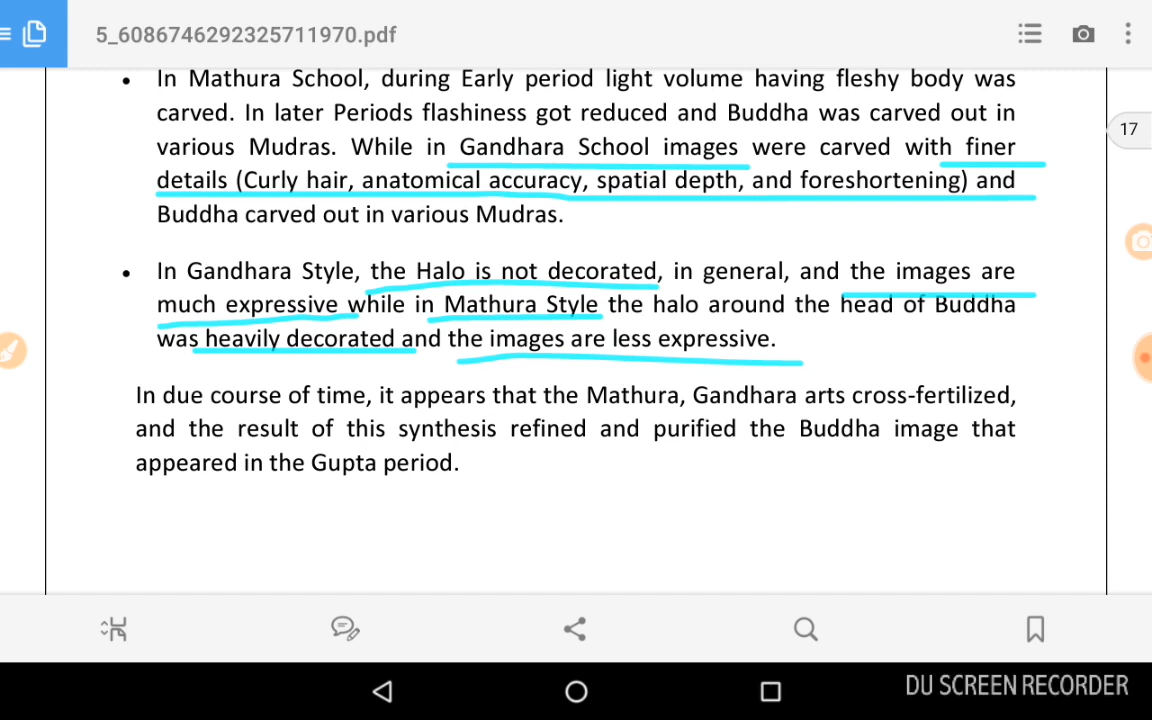 5_6086746292325711970.pdf
• In Mathura School, during Early period light volume having fleshy body was
carved. In later Periods flashiness got reduced and Buddha was carved out in
17
various Mudras. While in Gandhara School images were carved with finer
details (Curly hair, anatomical accuracy, spatial depth, and foreshortening) and
Buddha carved out in various Mudras.
• In Gandhara Style, the Halo is not decorated, in general, and the images are
much expressive while in Mathura Style the halo around the head of Buddha
was heavily decorated and the images are less expressive.
In due course of time, it appears that the Mathura, Gandhara arts cross-fertilized,
and the result of this synthesis refined and purified the Buddha image that
appeared in the Gupta period.
DU SCREEN RECORDER